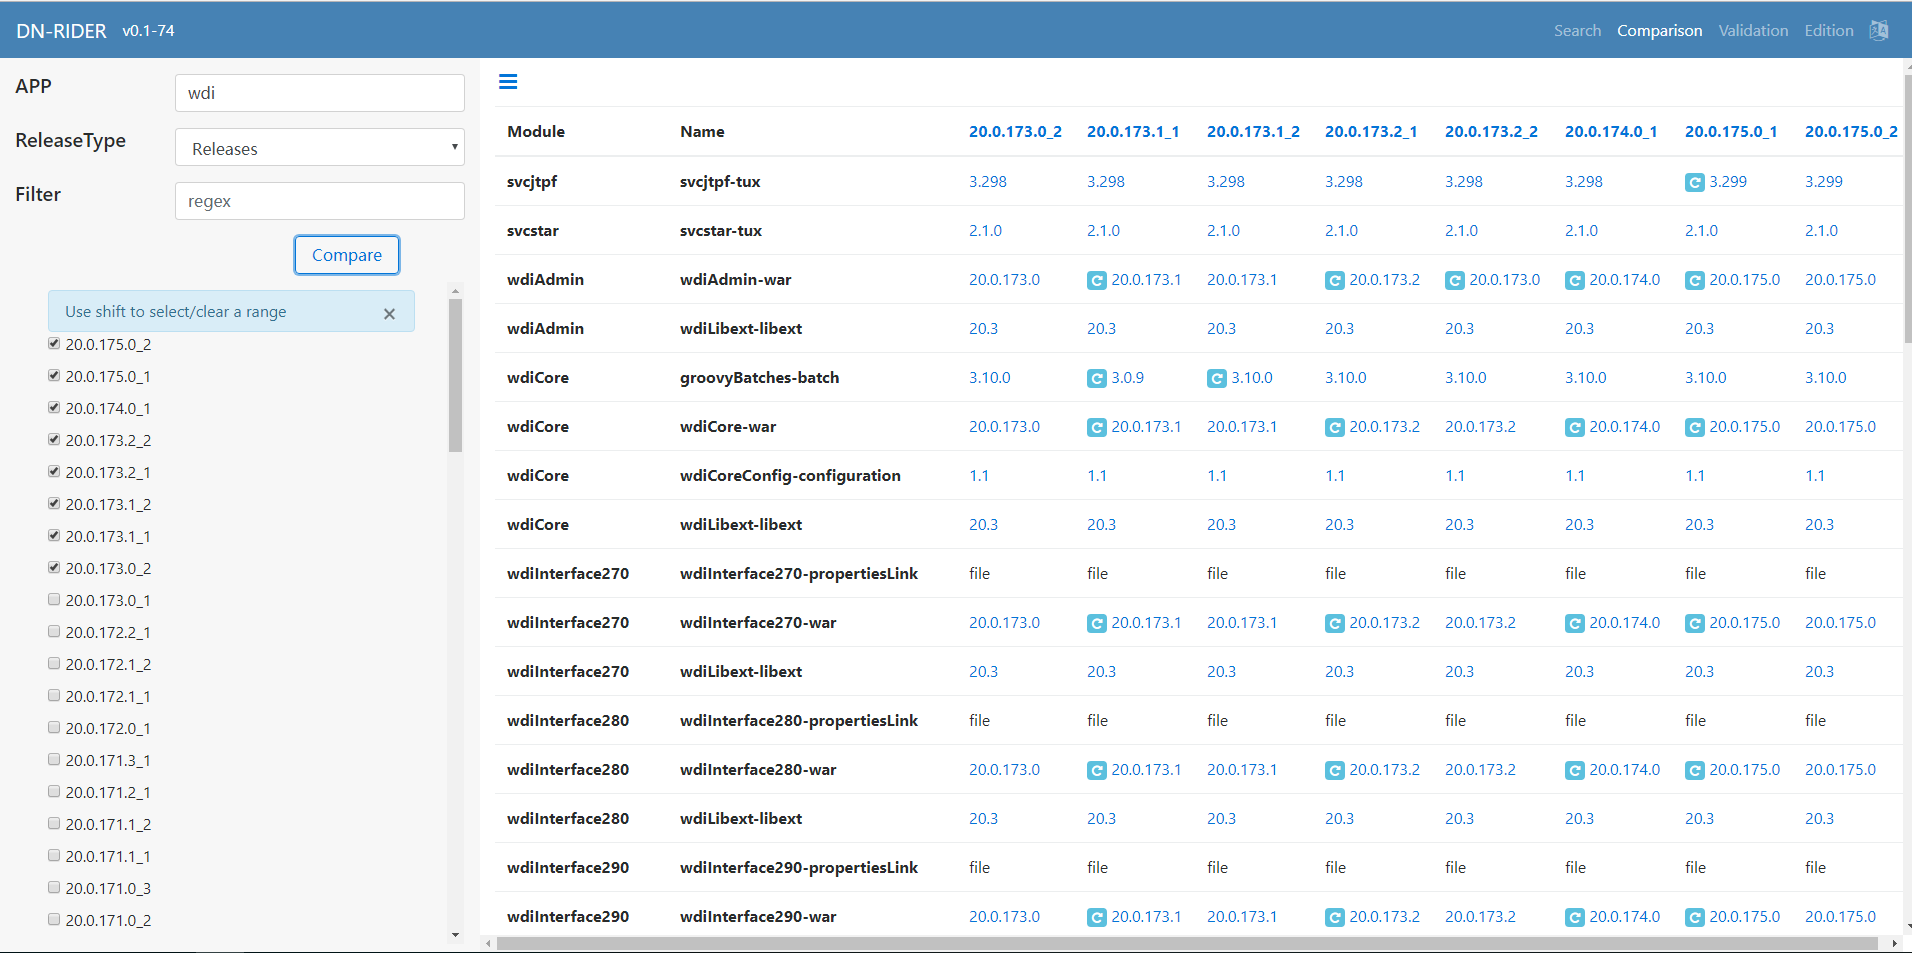 DN-RIDER v0.1-74 Search Comparison Validation Edition
APP wdi
ReleaseType Releases
Filter regex
Compare
Use shift to select/clear a range ×
20.0.175.0_2
20.0.175.0_1
20.0.174.0_1
20.0.173.2_2
20.0.173.2_1
20.0.173.1_2
20.0.173.1_1
20.0.173.0_2
20.0.173.0_1
20.0.172.2_1
20.0.172.1_2
20.0.172.1_1
20.0.172.0_1
20.0.171.3_1
20.0.171.2_1
20.0.171.1_2
20.0.171.1_1
20.0.171.0_3
20.0.171.0_2
Module Name 20.0.173.0_2 20.0.173.1_1 20.0.173.1_2 20.0.173.2_1 20.0.173.2_2 20.0.174.0_1 20.0.175.0_1 20.0.175.0_2
svcjtpf svcjtpf-tux 3.298 3.298 3.298 3.298 3.298 3.298 3.299 3.299
svcstar svcstar-tux 2.1.0 2.1.0 2.1.0 2.1.0 2.1.0 2.1.0 2.1.0 2.1.0
wdiAdmin wdiAdmin-war 20.0.173.0 20.0.173.1 20.0.173.1 20.0.173.2 20.0.173.0 20.0.174.0 20.0.175.0 20.0.175.0
wdiAdmin wdiLibext-libext 20.3 20.3 20.3 20.3 20.3 20.3 20.3 20.3
wdiCore groovyBatches-batch 3.10.0 3.0.9 3.10.0 3.10.0 3.10.0 3.10.0 3.10.0 3.10.0
wdiCore wdiCore-war 20.0.173.0 20.0.173.1 20.0.173.1 20.0.173.2 20.0.173.2 20.0.174.0 20.0.175.0 20.0.175.0
wdiCore wdiCoreConfig-configuration 1.1 1.1 1.1 1.1 1.1 1.1 1.1 1.1
wdiCore wdiLibext-libext 20.3 20.3 20.3 20.3 20.3 20.3 20.3 20.3
wdiInterface270 wdiInterface270-propertiesLink file file file file file file file file
wdiInterface270 wdiInterface270-war 20.0.173.0 20.0.173.1 20.0.173.1 20.0.173.2 20.0.173.2 20.0.174.0 20.0.175.0 20.0.175.0
wdiInterface270 wdiLibext-libext 20.3 20.3 20.3 20.3 20.3 20.3 20.3 20.3
wdiInterface280 wdiInterface280-propertiesLink file file file file file file file file
wdiInterface280 wdiInterface280-war 20.0.173.0 20.0.173.1 20.0.173.1 20.0.173.2 20.0.173.2 20.0.174.0 20.0.175.0 20.0.175.0
wdiInterface280 wdiLibext-libext 20.3 20.3 20.3 20.3 20.3 20.3 20.3 20.3
wdiInterface290 wdiInterface290-propertiesLink file file file file file file file file
wdiInterface290 wdiInterface290-war 20.0.173.0 20.0.173.1 20.0.173.1 20.0.173.2 20.0.173.2 20.0.174.0 20.0.175.0 20.0.175.0